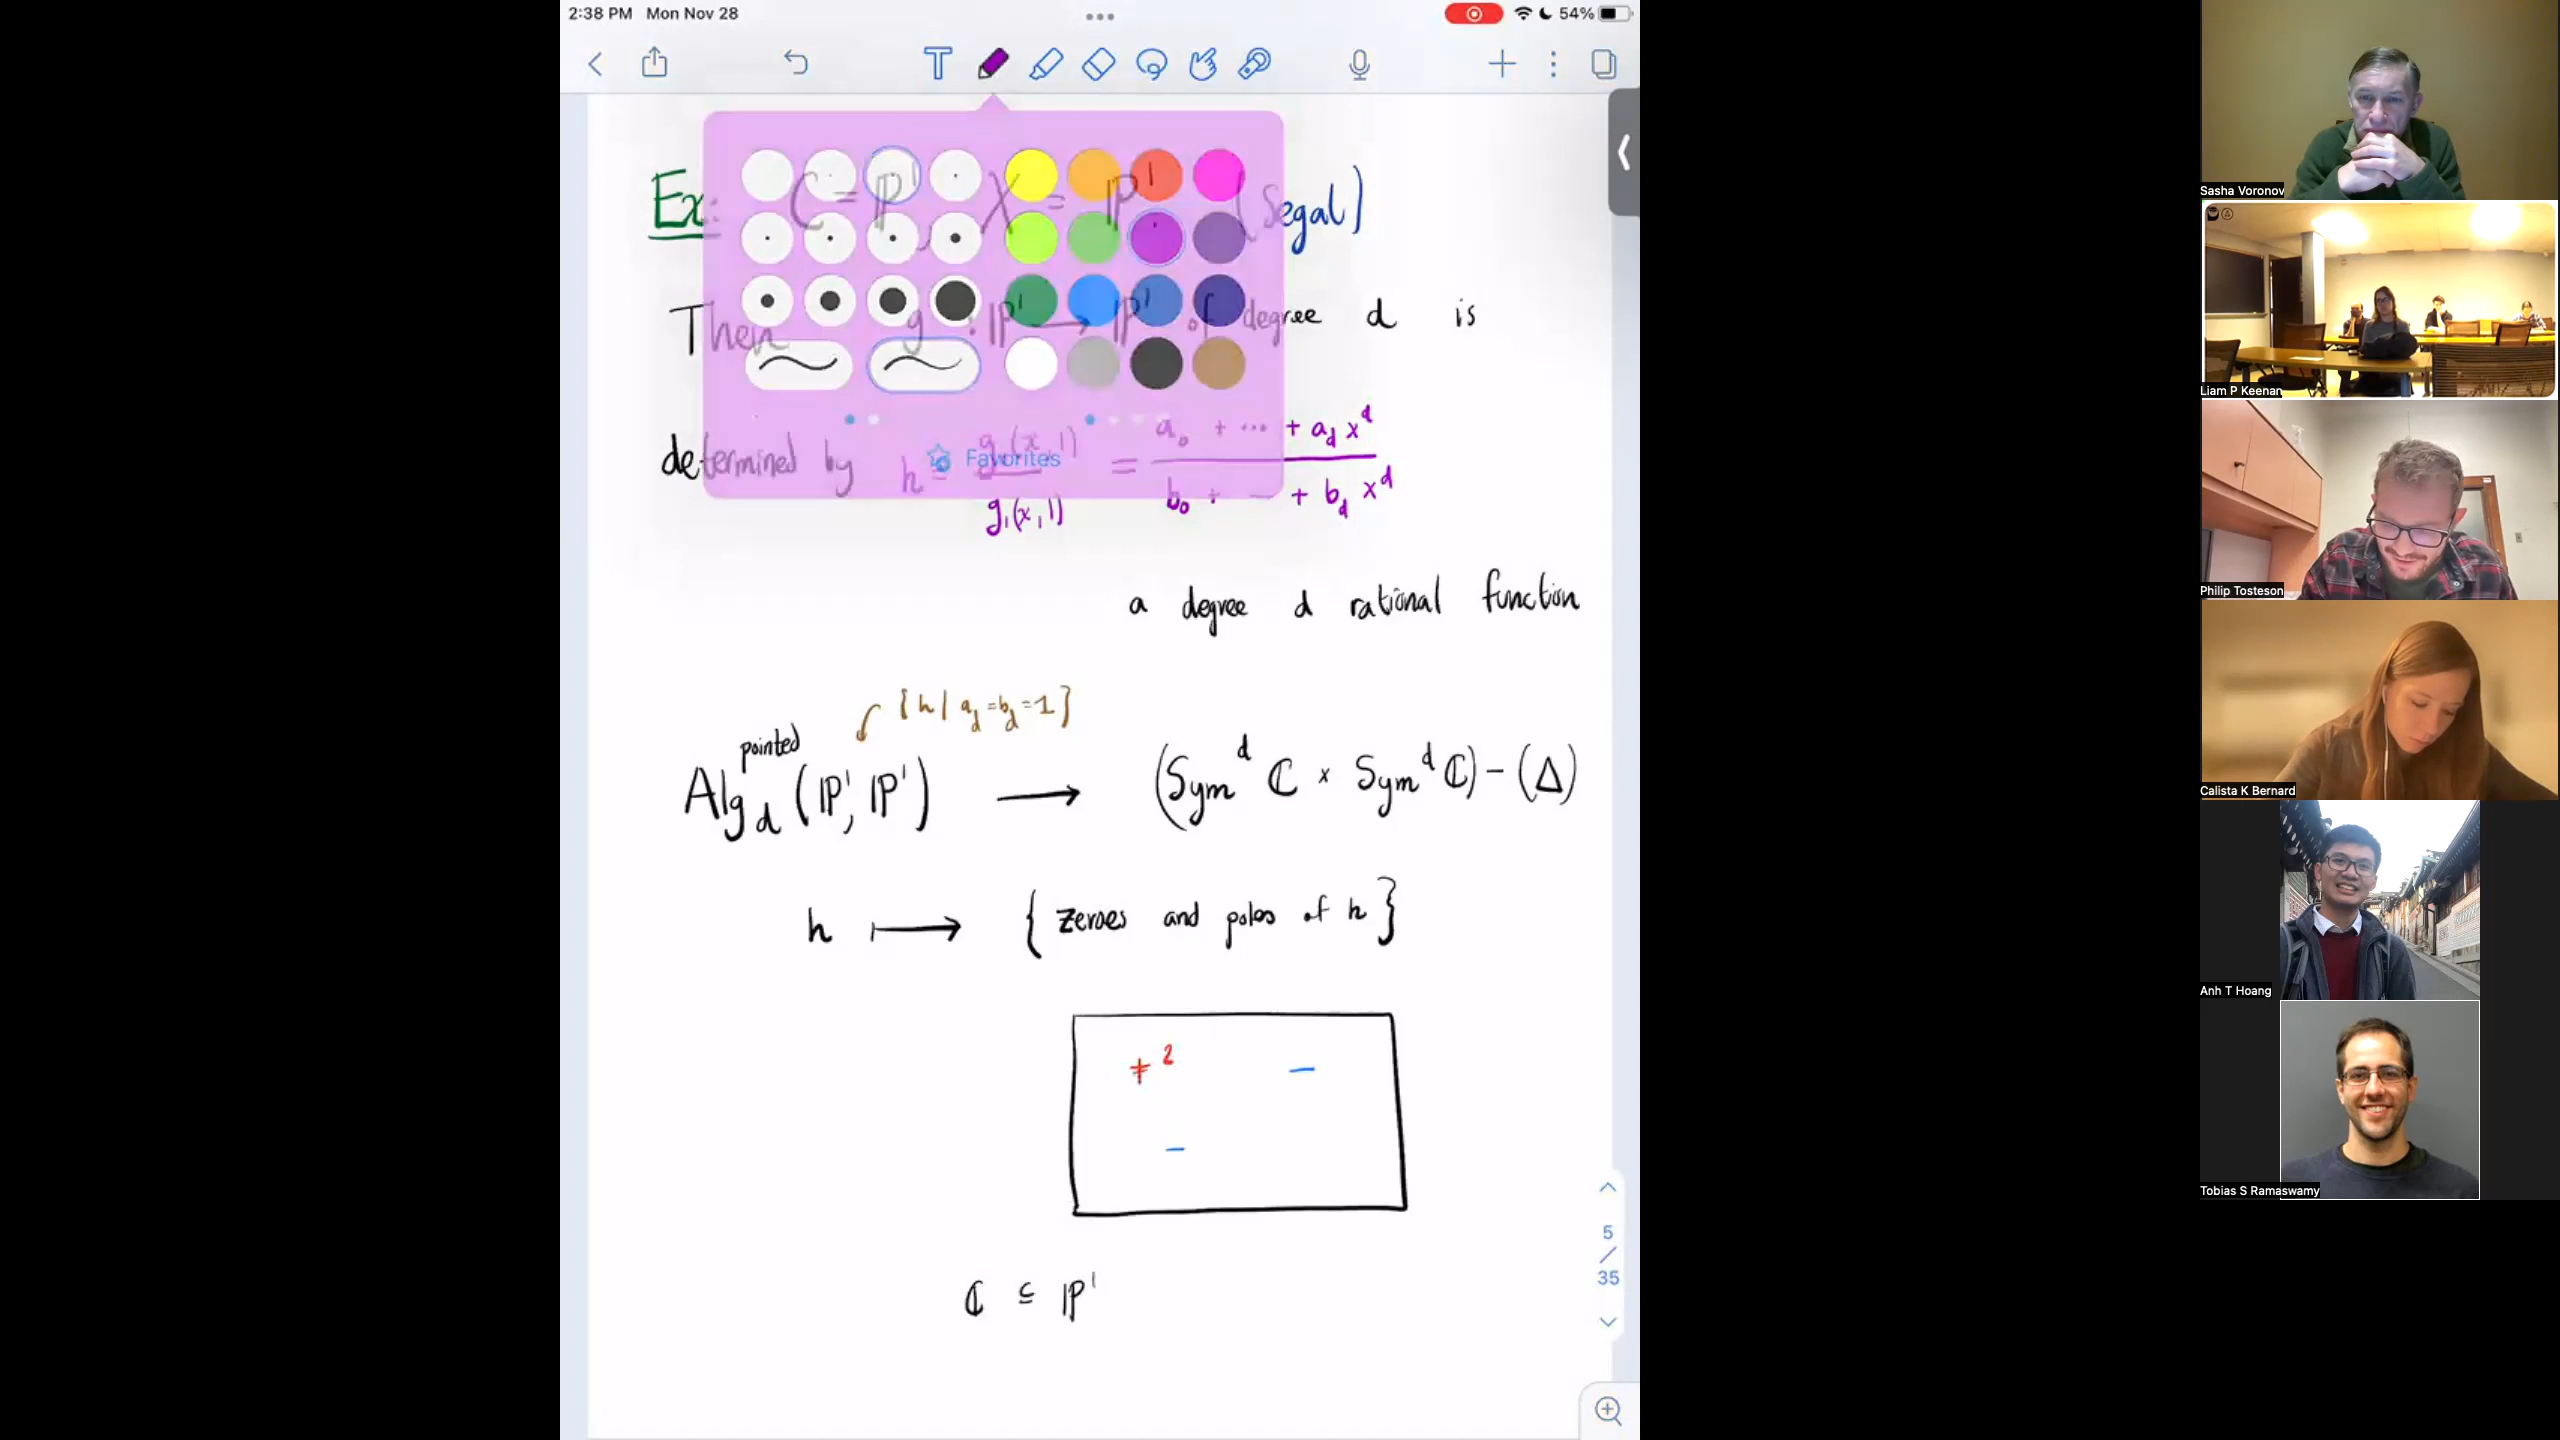 2:38 PM Mon Nov 28
54%
Ex: C = ℙ¹, X = ℙ¹ (Segal)
Then g : ℙ¹ → ℙ¹ of degree d is
determined by h = g₀(x,1) / g₁(x,1) = a₀ + ⋯ + a_d x^d / b₀ + ⋯ + b_d x^d
Favorites
a degree d rational function
{h | a_d = b_d = 1}
pointed
Alg_d (ℙ¹, ℙ¹) ⟶ (Sym^d ℂ × Sym^d ℂ) − (Δ)
h ⟼ { zeroes and poles of h }
+ 2 −
−
ℂ ⊆ ℙ¹
5 / 35
Sasha Voronov
Liam P Keenan
Philip Tosteson
Calista K Bernard
Anh T Hoang
Tobias S Ramaswamy